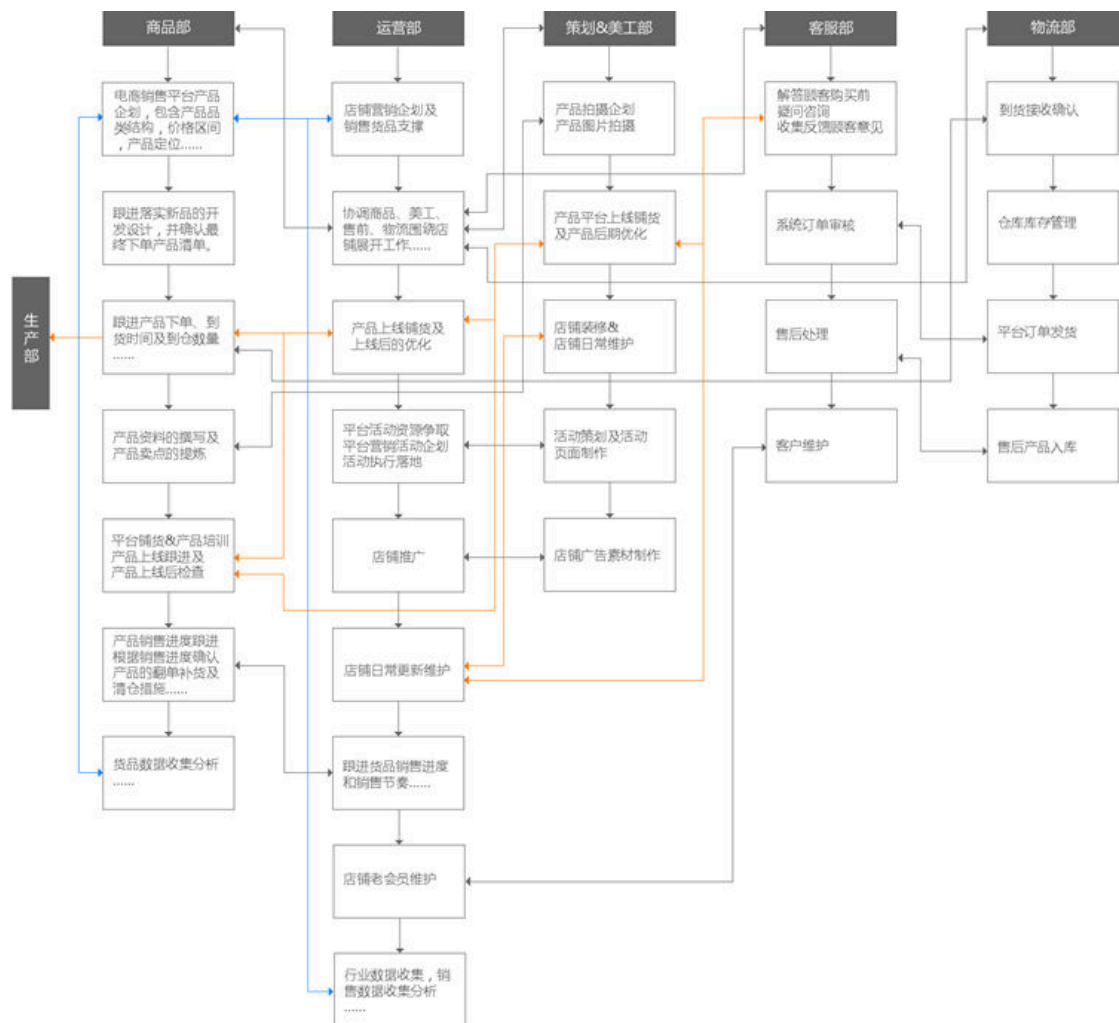 商品部
运营部
策划&美工部
客服部
物流部
生产部
电商销售平台产品
企划，包含产品品
类结构，价格区间
，产品定位......
跟进落实新品的开
发设计，并确认最
终下单产品清单。
跟进产品下单、到
货时间及到仓数量
......
产品资料的撰写及
产品卖点的提炼
平台铺货&产品培训
产品上线跟进及
产品上线后检查
产品销售进度跟进
根据销售进度确认
产品的翻单补货及
清仓措施......
货品数据收集分析
......
店铺营销企划及
销售货品支撑
协调商品、美工、
售前、物流围绕店
铺展开工作......
产品上线铺货及
上线后的优化
平台活动资源争取
平台营销活动企划
活动执行落地
店铺推广
店铺日常更新维护
跟进货品销售进度
和销售节奏......
店铺老会员维护
行业数据收集，销
售数据收集分析
......
产品拍摄企划
产品图片拍摄
产品平台上线铺货
及产品后期优化
店铺装修&
店铺日常维护
活动策划及活动
页面制作
店铺广告素材制作
解答顾客购买前
疑问咨询
收集反馈顾客意见
系统订单审核
售后处理
客户维护
到货接收确认
仓库库存管理
平台订单发货
售后产品入库